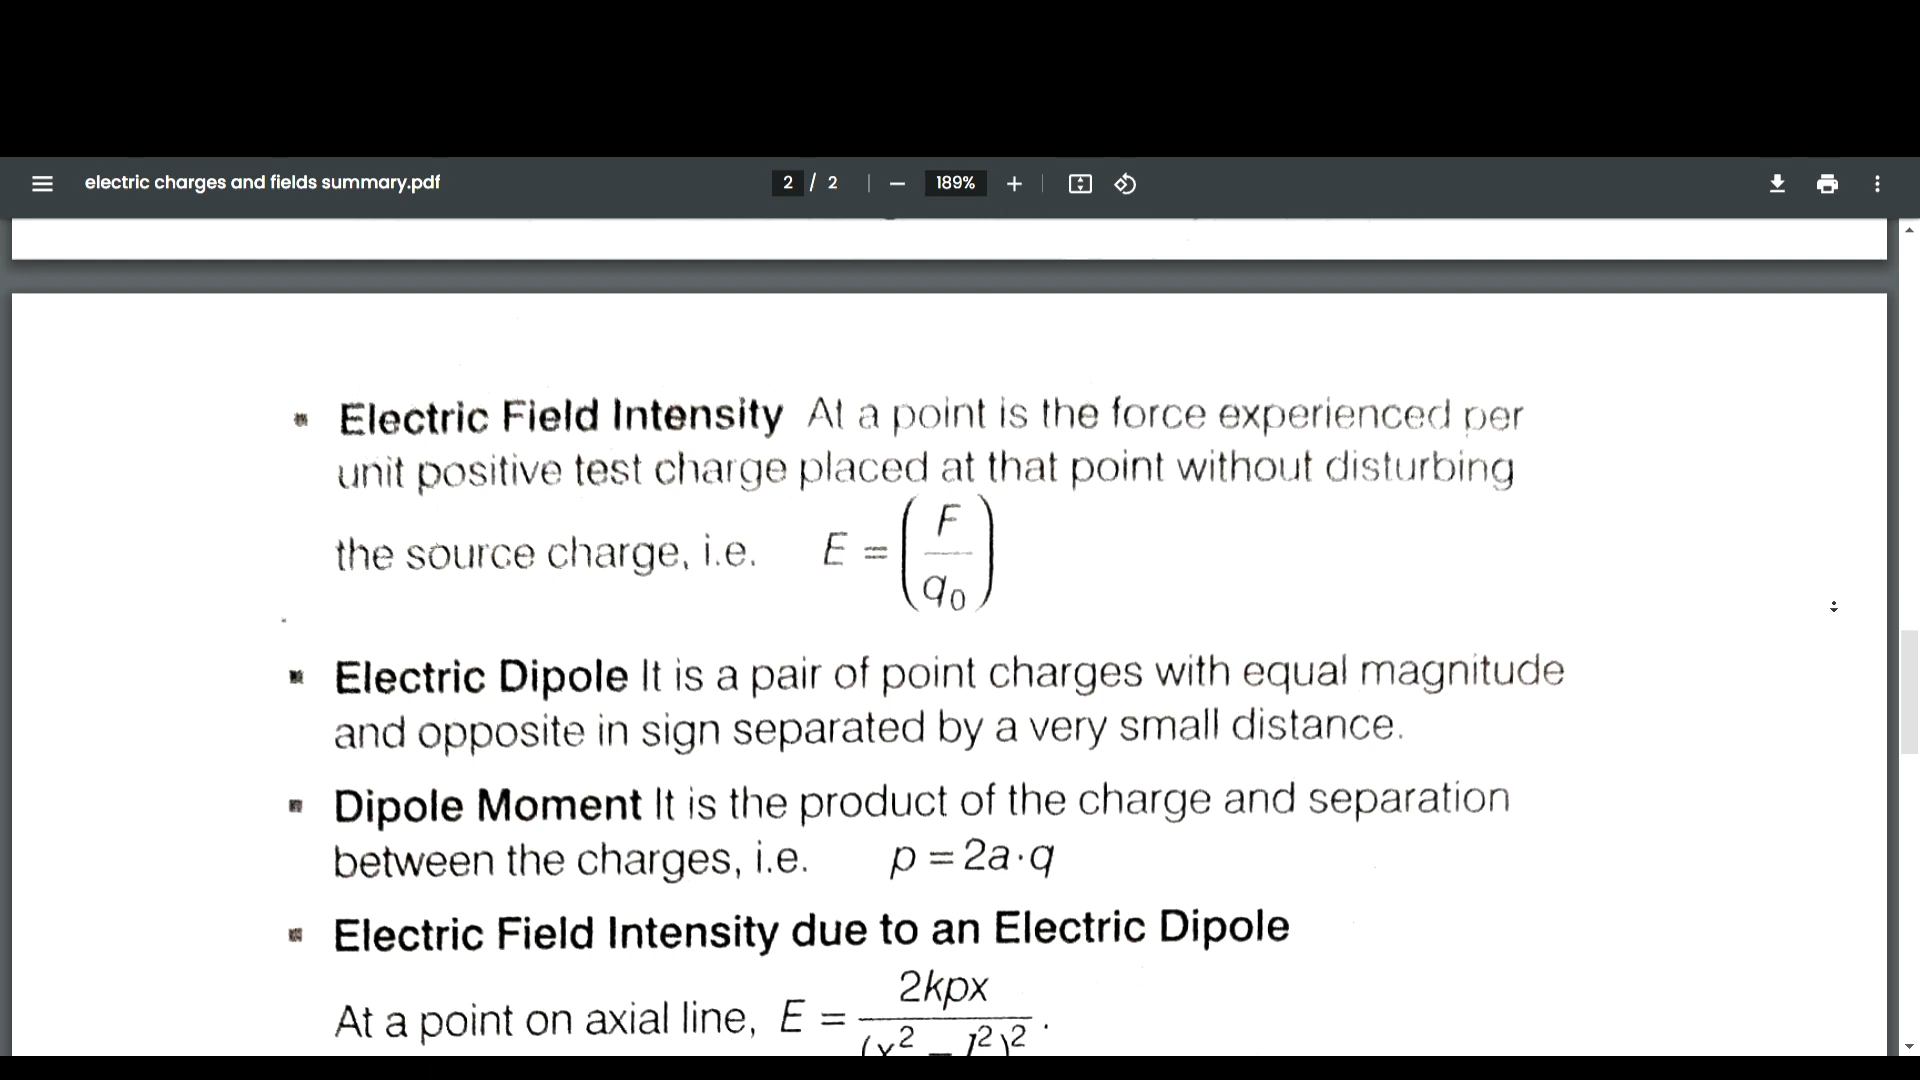 electric charges and fields summary.pdf
2 / 2
189%
Electric Field Intensity At a point is the force experienced per
unit positive test charge placed at that point without disturbing
the source charge, i.e. E = (F/q₀)
Electric Dipole It is a pair of point charges with equal magnitude
and opposite in sign separated by a very small distance.
Dipole Moment It is the product of the charge and separation
between the charges, i.e. p = 2a·q
Electric Field Intensity due to an Electric Dipole
At a point on axial line, E = 2kpx/(x² – l²)².